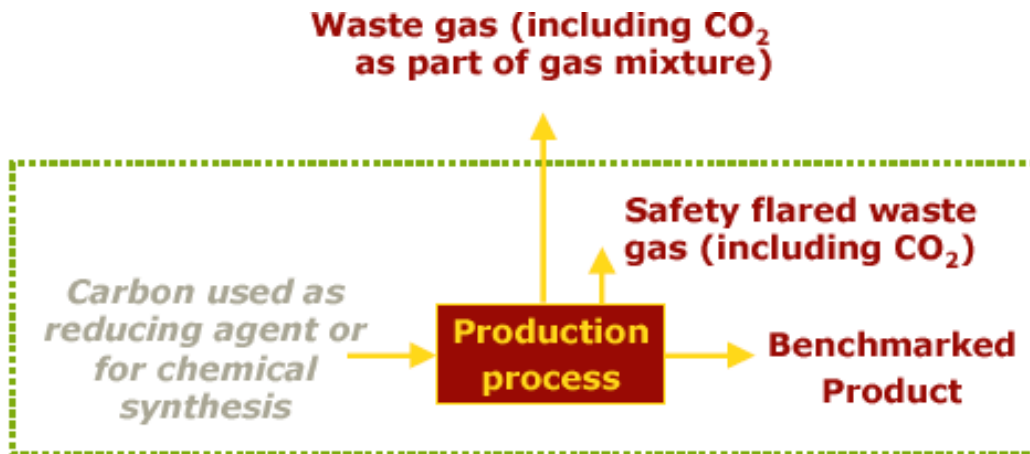 Waste gas (including CO₂
as part of gas mixture)
Safety flared waste
gas (including CO₂)
Carbon used as
reducing agent or
for chemical
synthesis
Production
process
Benchmarked
Product